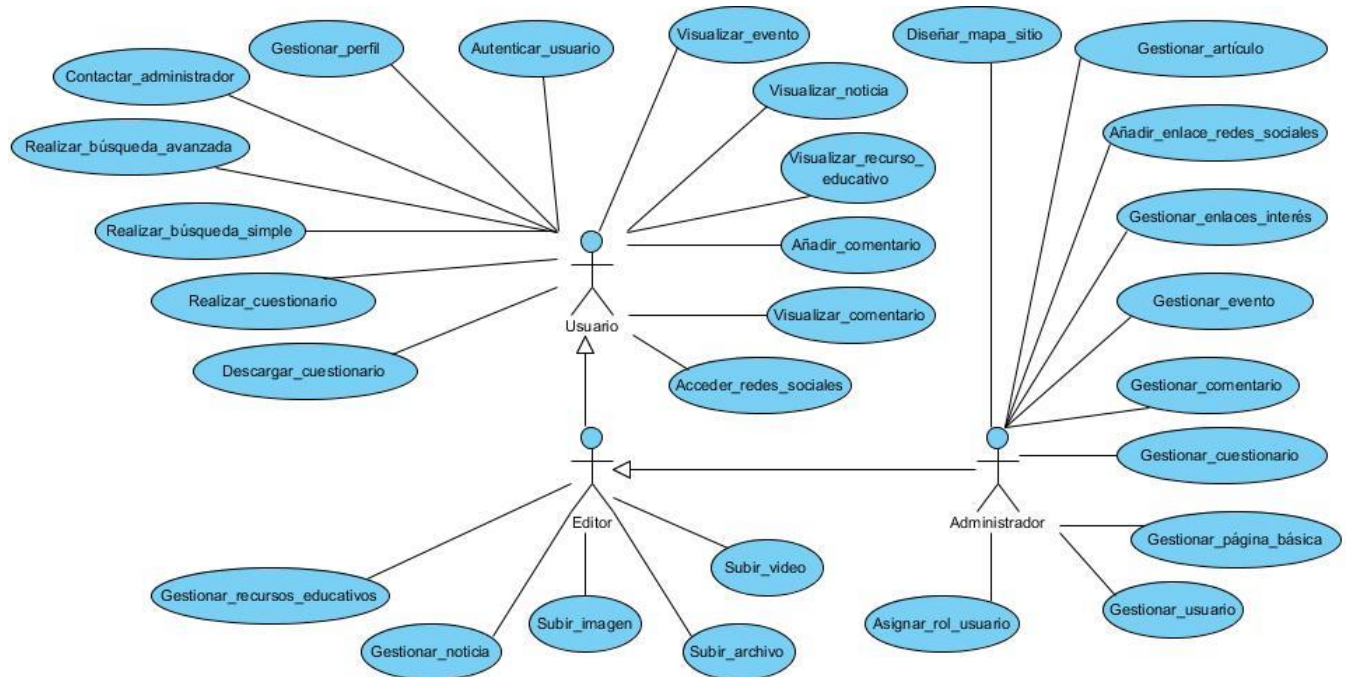 Gestionar_perfil
Autenticar_usuario
Visualizar_evento
Diseñar_mapa_sitio
Gestionar_artículo
Contactar_administrador
Visualizar_noticia
Realizar_búsqueda_avanzada
Añadir_enlace_redes_sociales
Visualizar_recurso_
educativo
Realizar_búsqueda_simple
Añadir_comentario
Gestionar_enlaces_interés
Realizar_cuestionario
Gestionar_evento
Usuario
Visualizar_comentario
Descargar_cuestionario
Acceder_redes_sociales
Gestionar_comentario
Gestionar_cuestionario
Editor
Administrador
Gestionar_página_básica
Subir_video
Gestionar_recursos_educativos
Gestionar_usuario
Subir_imagen
Asignar_rol_usuario
Gestionar_noticia
Subir_archivo